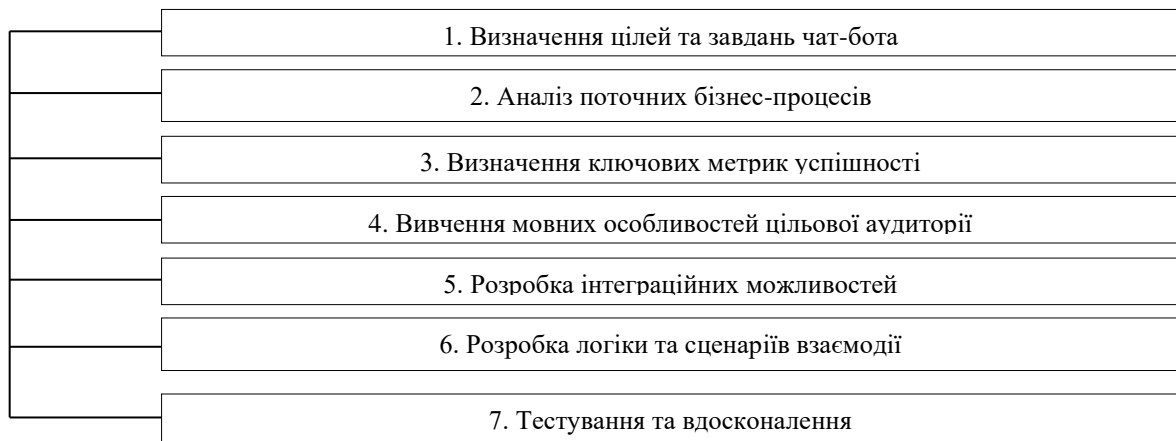 1. Визначення цілей та завдань чат-бота
2. Аналіз поточних бізнес-процесів
3. Визначення ключових метрик успішності
4. Вивчення мовних особливостей цільової аудиторії
5. Розробка інтеграційних можливостей
6. Розробка логіки та сценаріїв взаємодії
7. Тестування та вдосконалення